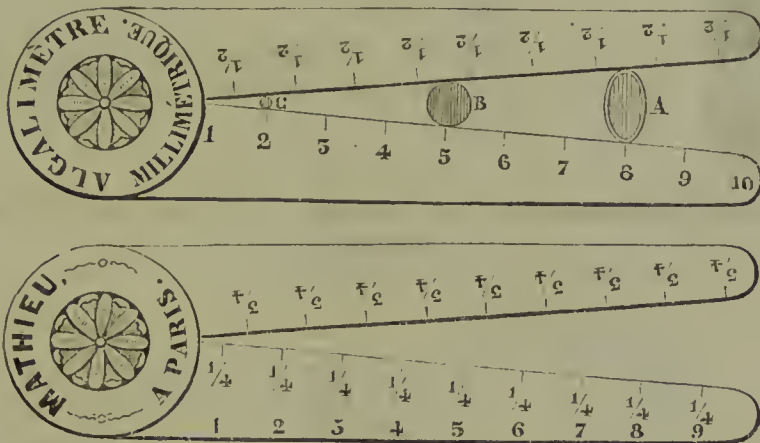 ALGALIMÈTRE
MILLIMÉTRIQUE.
1/2 1/2 1/2 1/2 1/2 1/2 1/2 1/2 1/2
C B A
1 2 3 4 5 6 7 8 9 10
MATHIEU,
A PARIS.
3/4 3/4 3/4 3/4 3/4 3/4 3/4 3/4 3/4
1/4 1/4 1/4 1/4 1/4 1/4 1/4 1/4 1/4
1 2 3 4 5 6 7 8 9